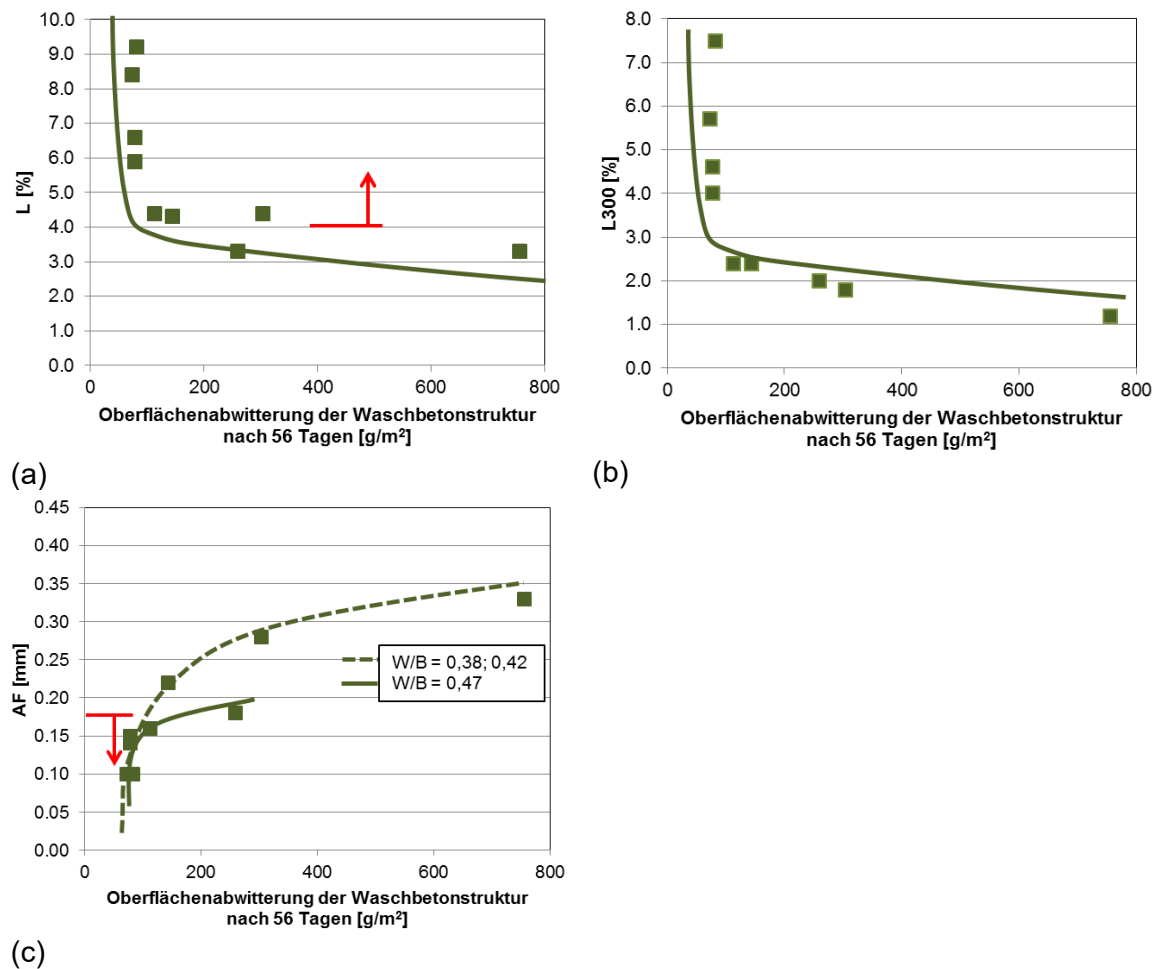 10.0
9.0
8.0
7.0
6.0
5.0
4.0
3.0
2.0
1.0
0.0
L [%]
0 200 400 600 800
Oberflächenabwitterung der Waschbetonstruktur
nach 56 Tagen [g/m²]
(a)
8.0
7.0
6.0
5.0
4.0
3.0
2.0
1.0
0.0
L300 [%]
0 200 400 600 800
Oberflächenabwitterung der Waschbetonstruktur
nach 56 Tagen [g/m²]
(b)
0.45
0.40
0.35
0.30
0.25
0.20
0.15
0.10
0.05
0.00
AF [mm]
W/B = 0,38; 0,42
W/B = 0,47
0 200 400 600 800
Oberflächenabwitterung der Waschbetonstruktur
nach 56 Tagen [g/m²]
(c)